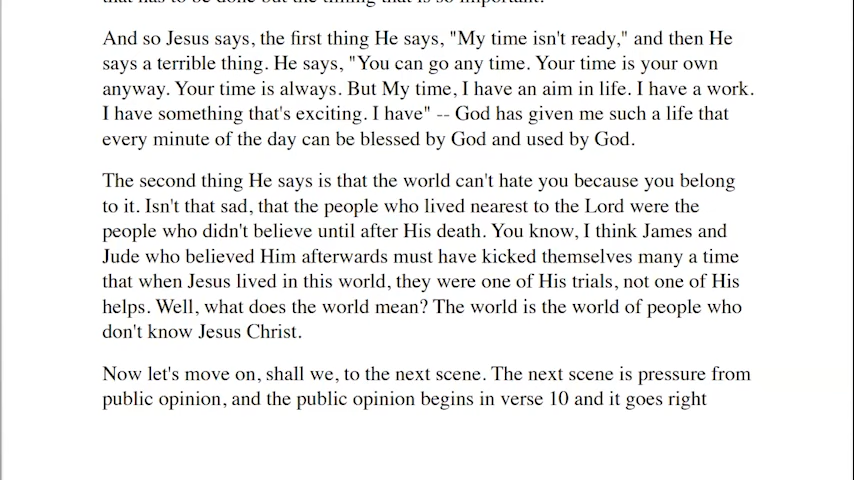 And so Jesus says, the first thing He says, "My time isn't ready," and then He
says a terrible thing. He says, "You can go any time. Your time is your own
anyway. Your time is always. But My time, I have an aim in life. I have a work.
I have something that's exciting. I have" -- God has given me such a life that
every minute of the day can be blessed by God and used by God.
The second thing He says is that the world can't hate you because you belong
to it. Isn't that sad, that the people who lived nearest to the Lord were the
people who didn't believe until after His death. You know, I think James and
Jude who believed Him afterwards must have kicked themselves many a time
that when Jesus lived in this world, they were one of His trials, not one of His
helps. Well, what does the world mean? The world is the world of people who
don't know Jesus Christ.
Now let's move on, shall we, to the next scene. The next scene is pressure from
public opinion, and the public opinion begins in verse 10 and it goes right